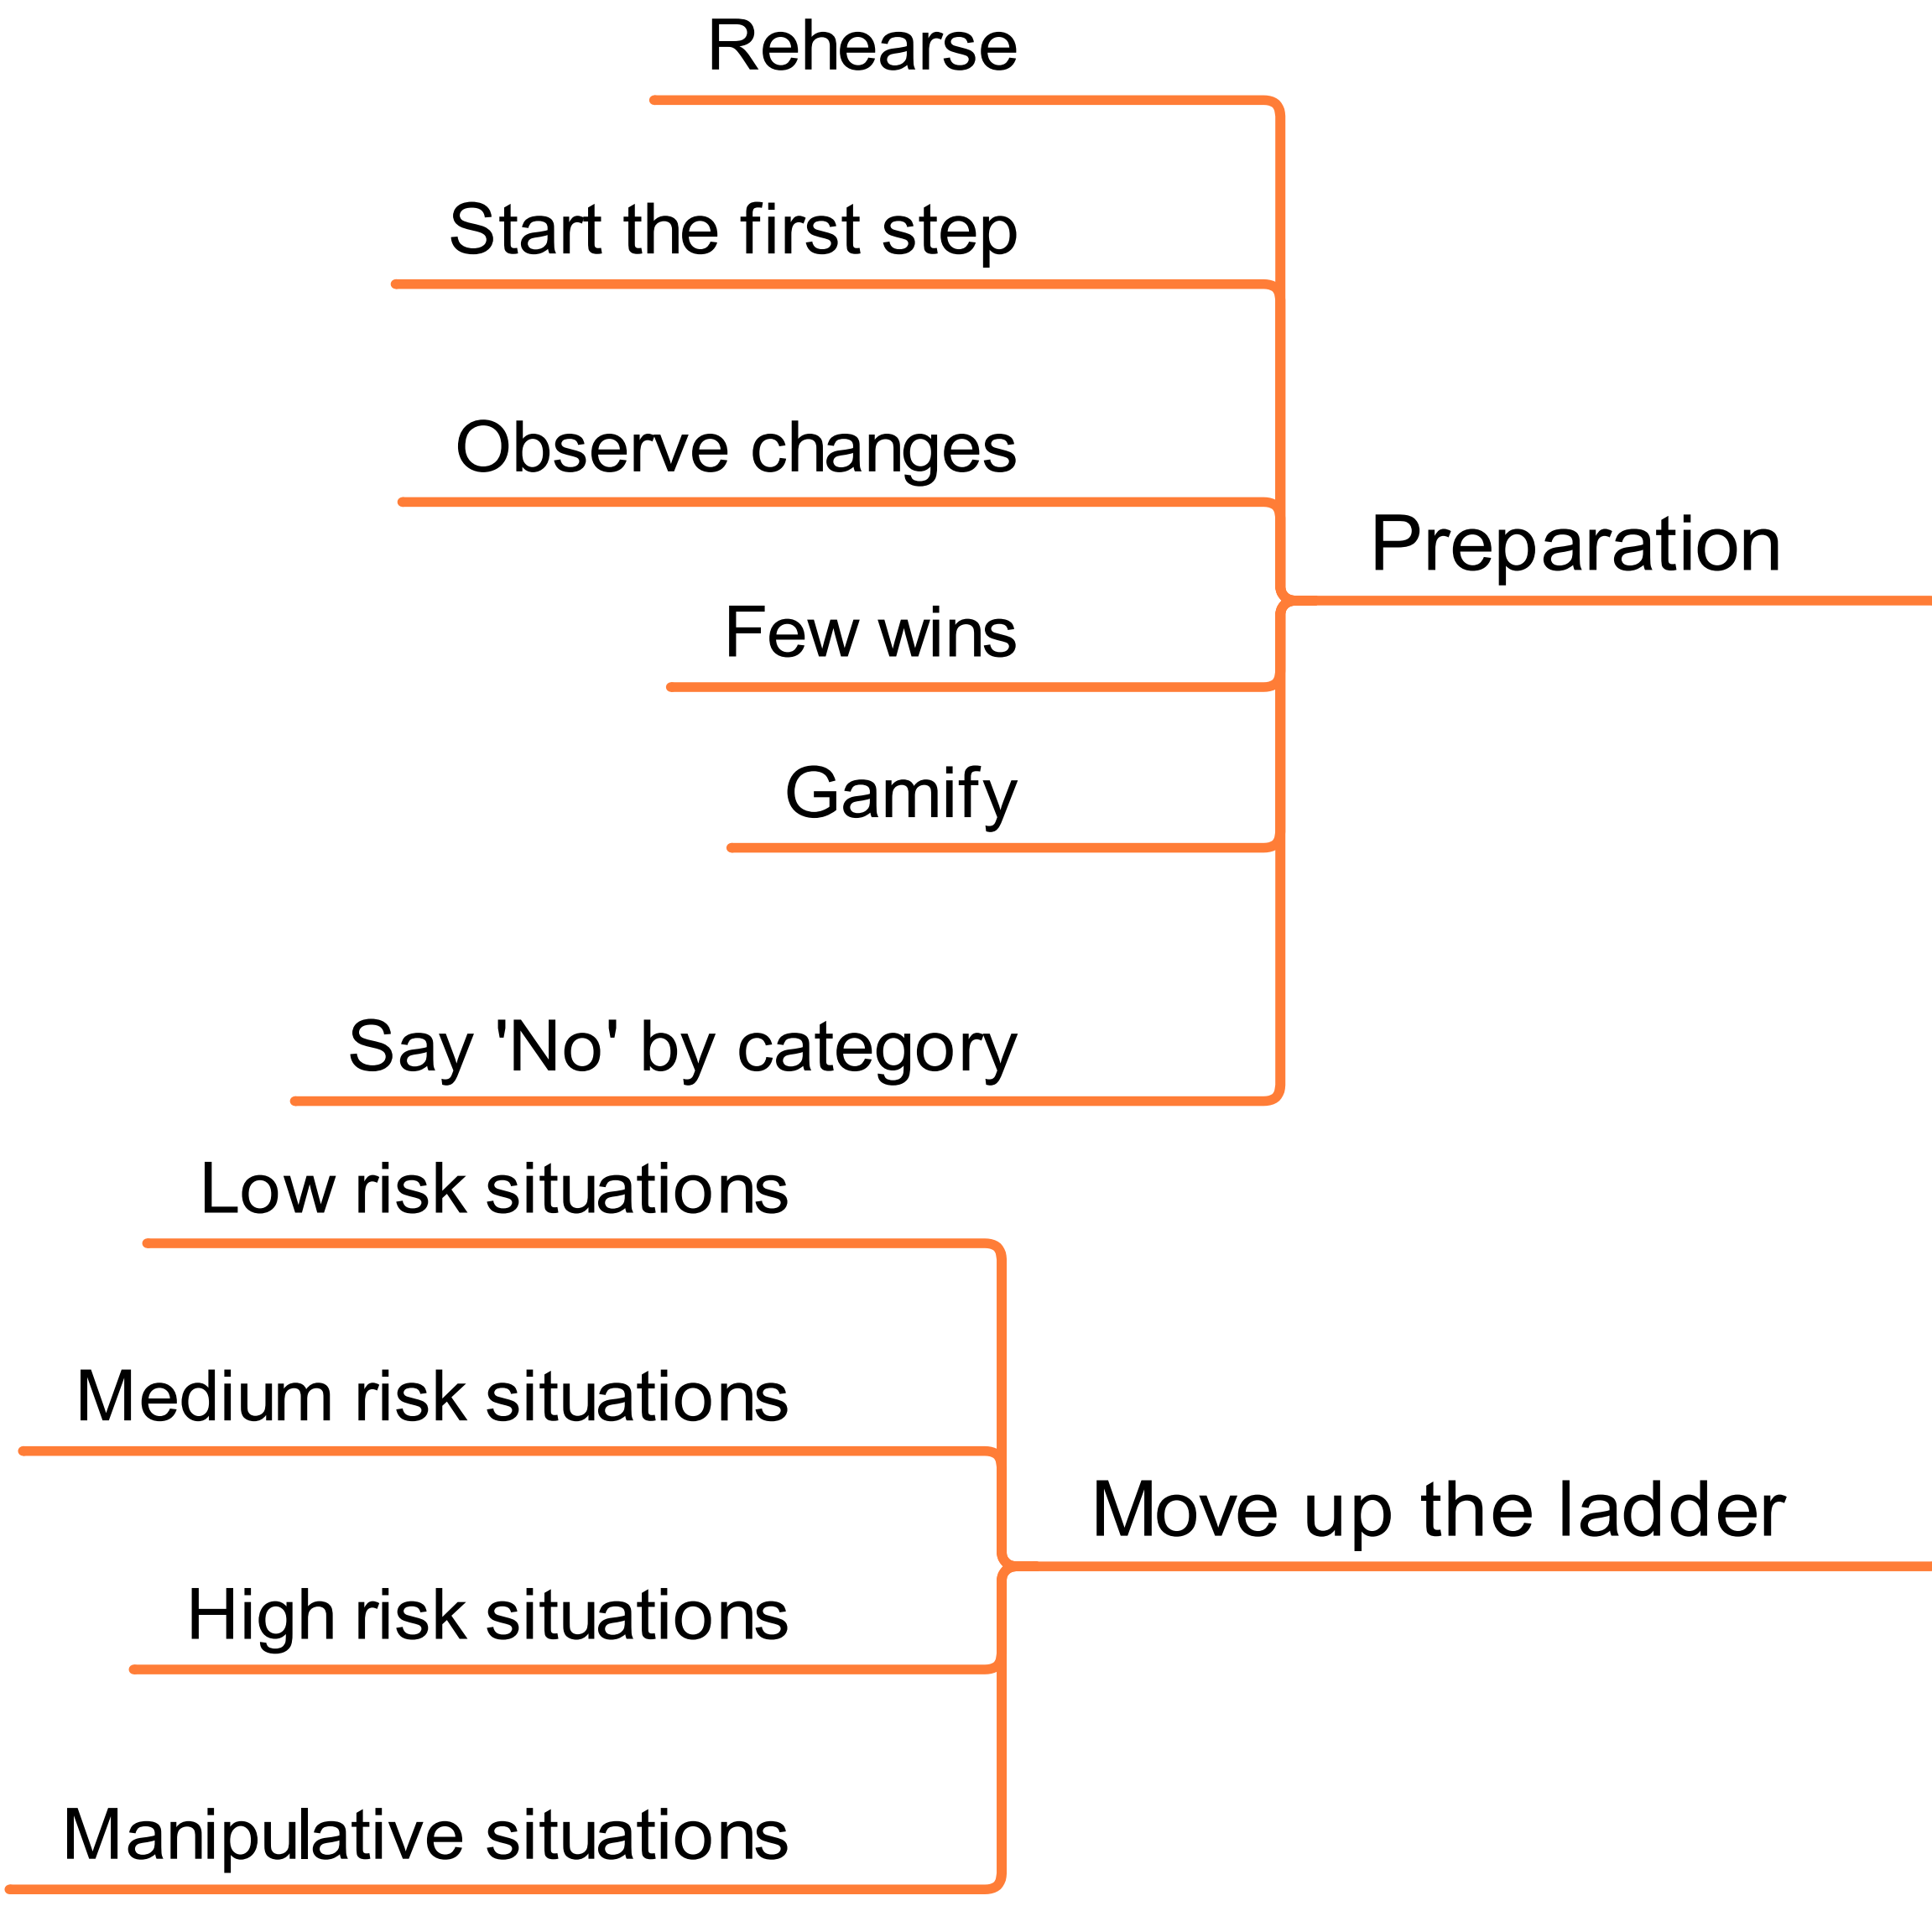 Rehearse
Start the first step
Observe changes
Preparation
Few wins
Gamify
Say 'No' by category
Low risk situations
Medium risk situations
Move up the ladder
High risk situations
Manipulative situations